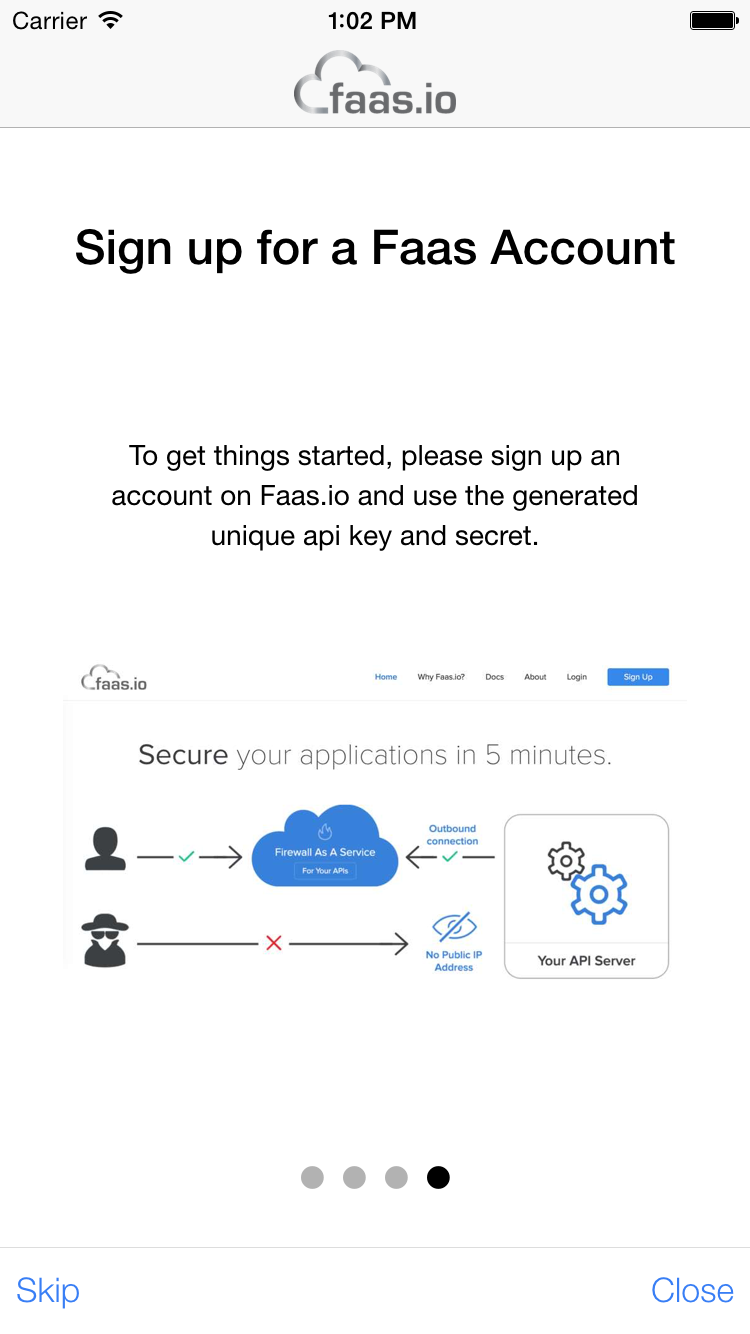 Carrier 1:02 PM
faas.io
Sign up for a Faas Account
To get things started, please sign up an
account on Faas.io and use the generated
unique api key and secret.
faas.io Home Why Faas.io? Docs About Login Sign Up
Secure your applications in 5 minutes.
Outbound
connection
Firewall As A Service
For Your APIs
No Public IP
Address
Your API Server
Skip Close